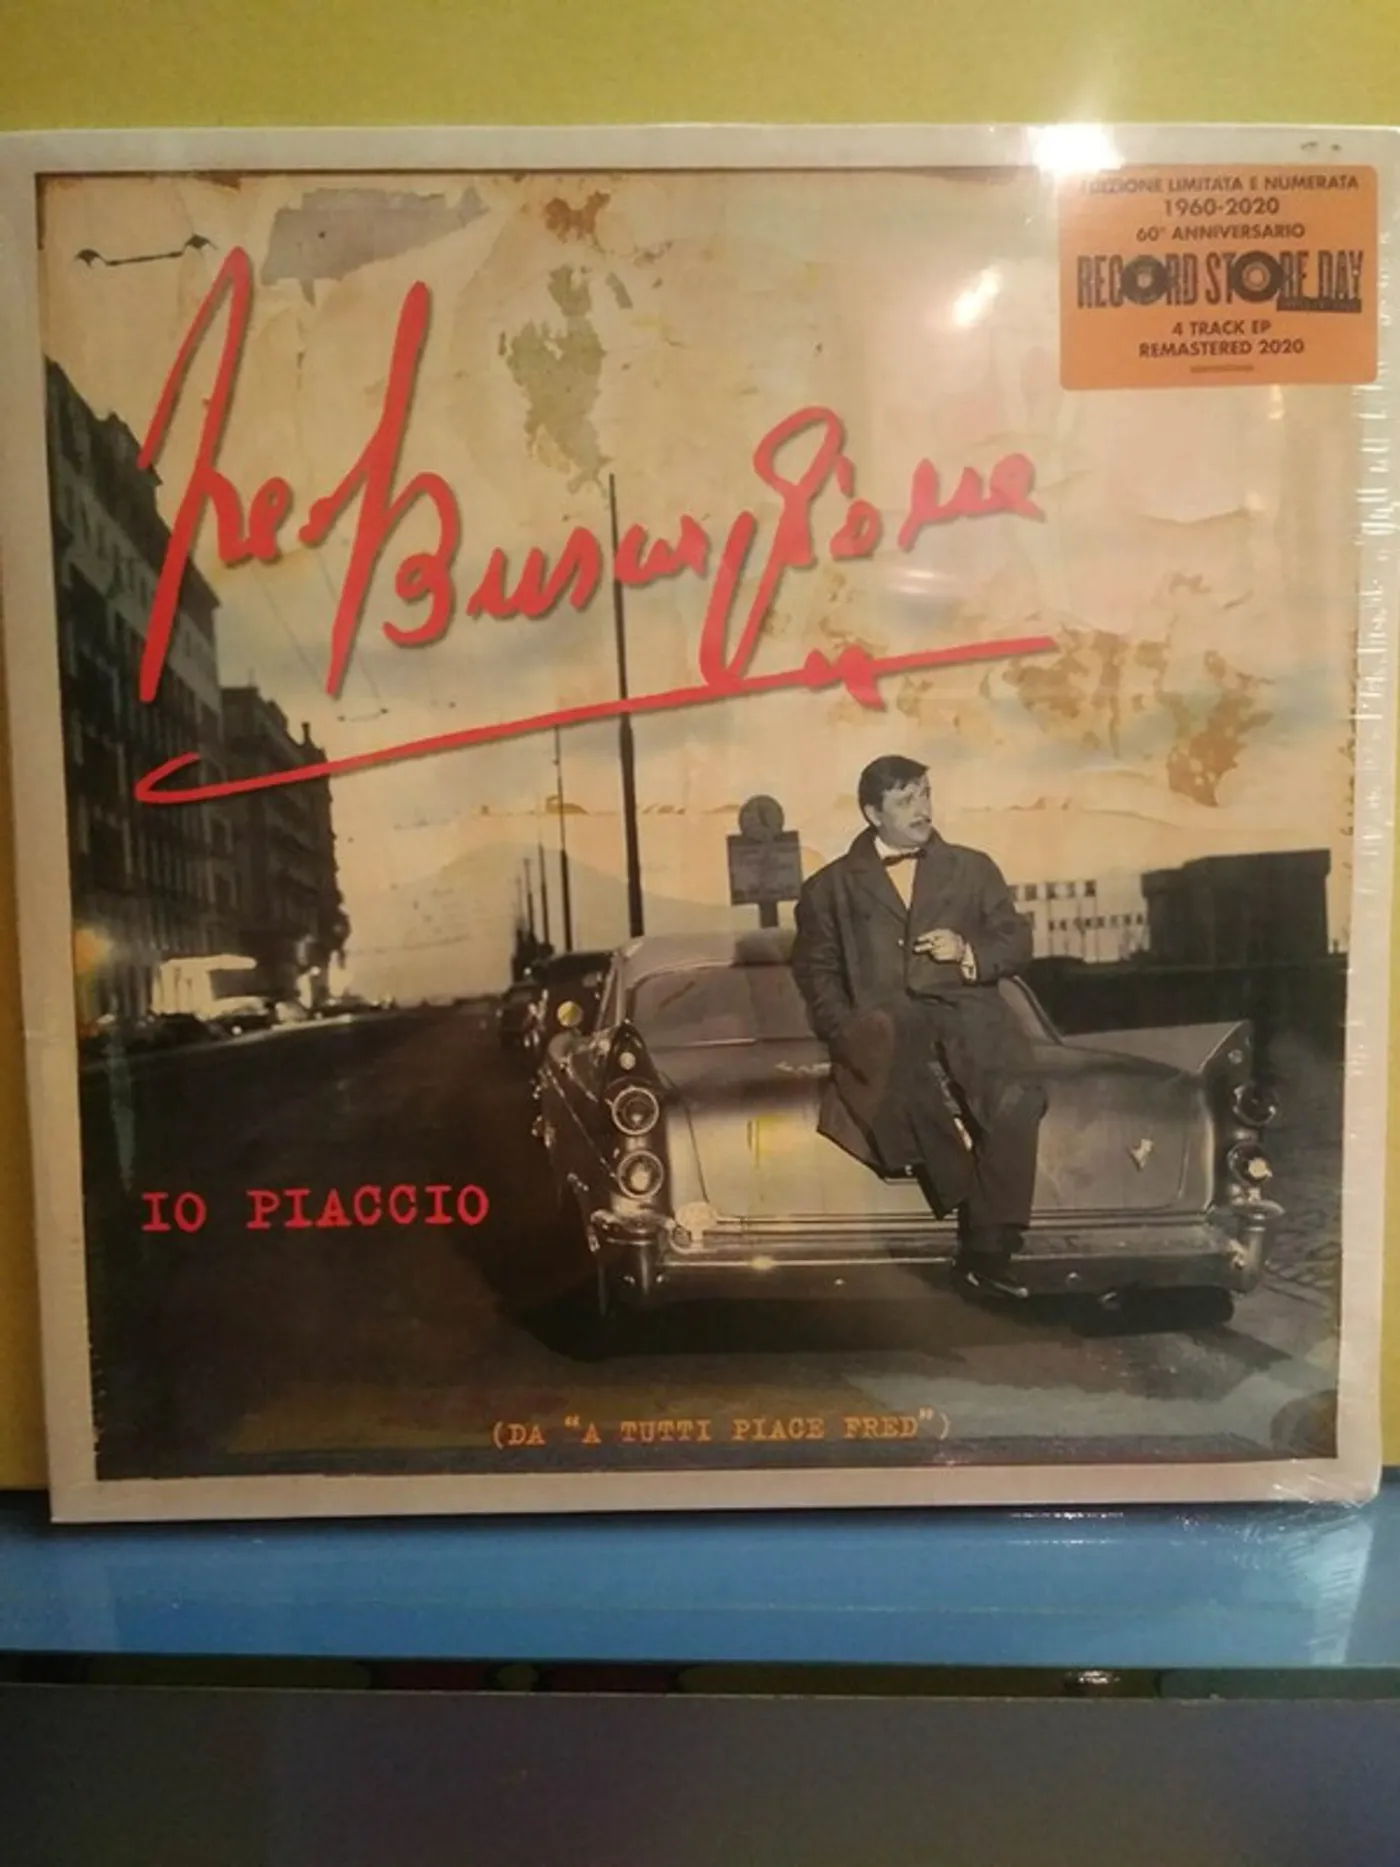 EDIZIONE LIMITATA E NUMERATA
1960-2020
60° ANNIVERSARIO
RECORD STORE DAY
4 TRACK EP
REMASTERED 2020
Fred Buscaglione
IO PIACCIO
(DA "A TUTTI PIACE FRED")